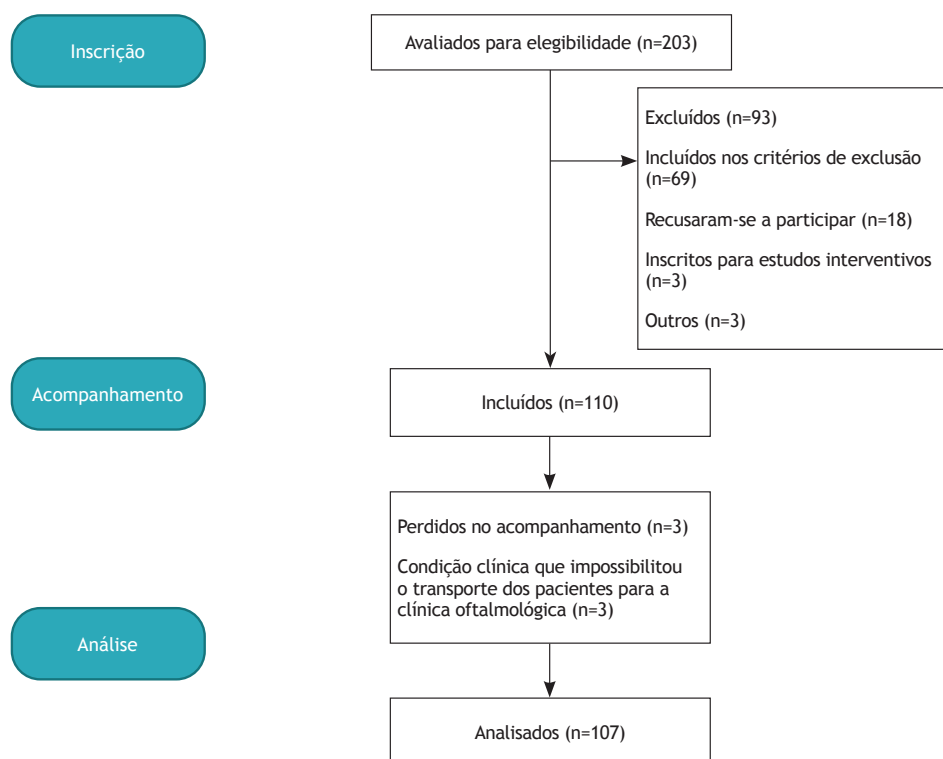 Inscrição
Avaliados para elegibilidade (n=203)
Excluídos (n=93)
Incluídos nos critérios de exclusão
(n=69)
Recusaram-se a participar (n=18)
Inscritos para estudos interventivos
(n=3)
Outros (n=3)
Acompanhamento
Incluídos (n=110)
Perdidos no acompanhamento (n=3)
Condição clínica que impossibilitou
o transporte dos pacientes para a
clínica oftalmológica (n=3)
Análise
Analisados (n=107)